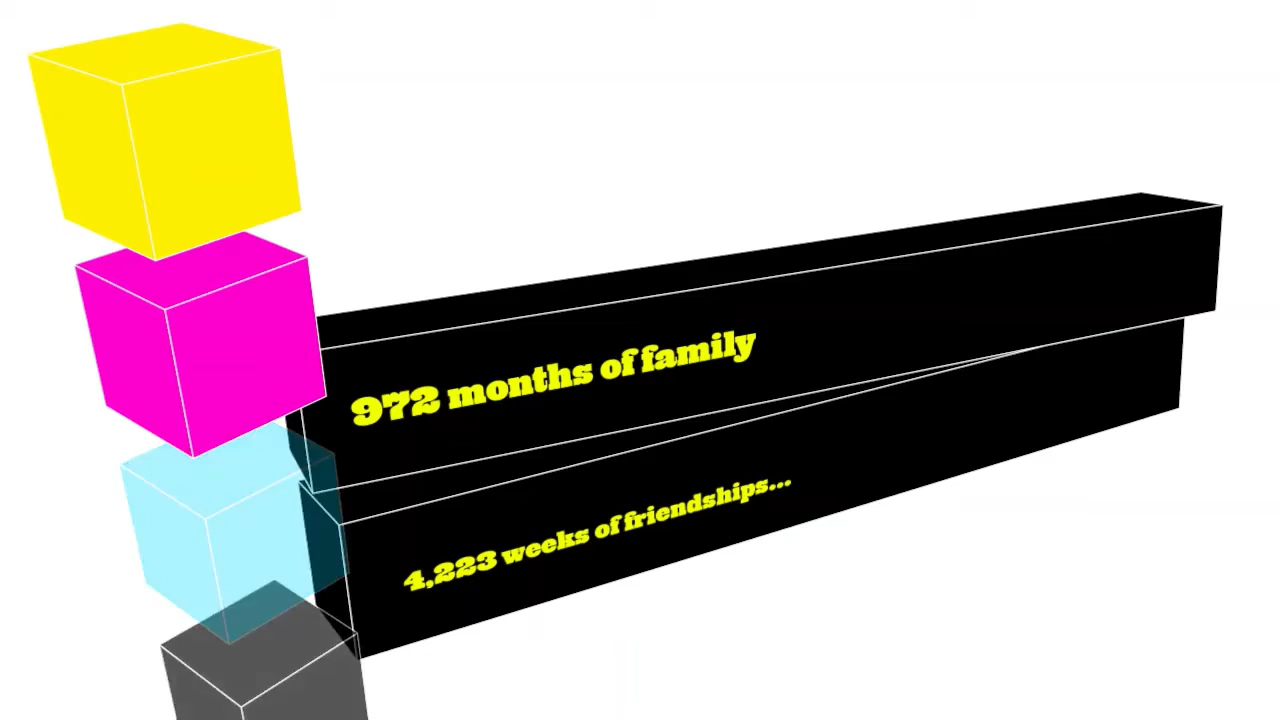 972 months of family
4,223 weeks of friendships...